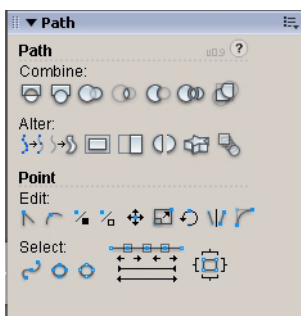 Path
Path u0.9 ?
Combine:
Alter:
Point
Edit:
Select: